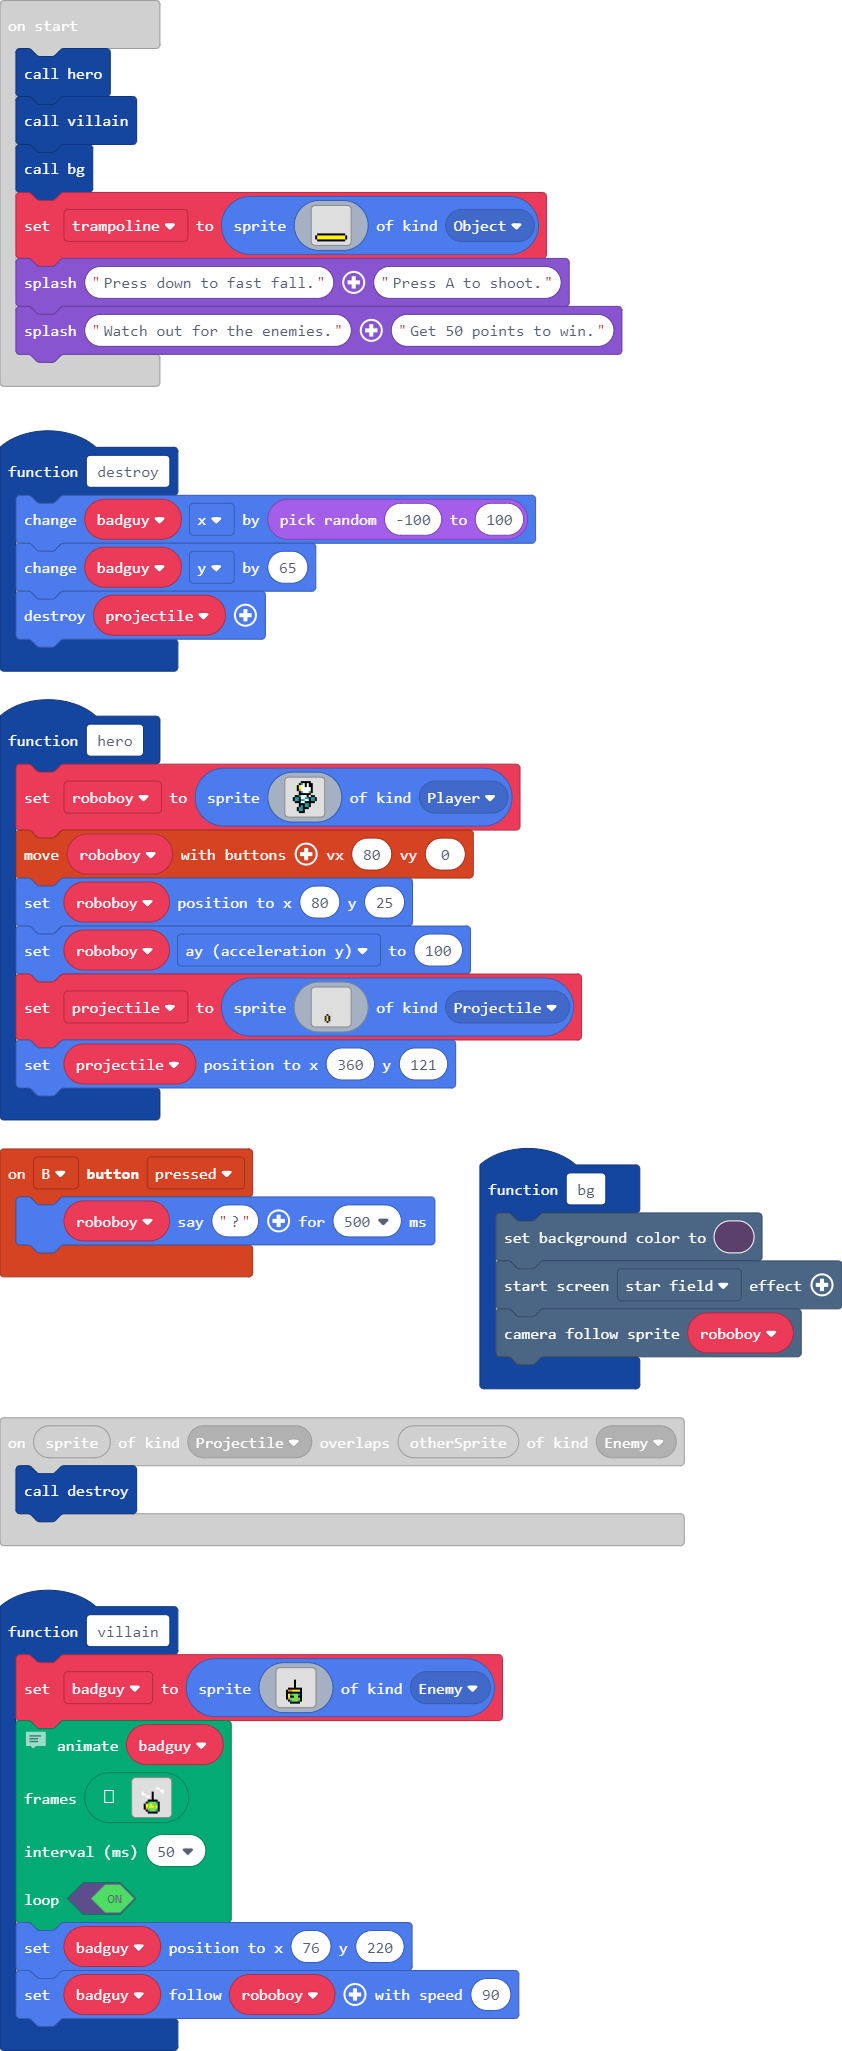 on start
call hero
call villain
call bg
set trampoline to sprite of kind Object
splash "Press down to fast fall." "Press A to shoot."
splash "Watch out for the enemies." "Get 50 points to win."
function destroy
change badguy x by pick random -100 to 100
change badguy y by 65
destroy projectile
function hero
set roboboy to sprite of kind Player
move roboboy with buttons vx 80 vy 0
set roboboy position to x 80 y 25
set roboboy ay (acceleration y) to 100
set projectile to sprite of kind Projectile
set projectile position to x 360 y 121
on B button pressed
roboboy say "?" for 500 ms
function bg
set background color to
start screen star field effect
camera follow sprite roboboy
on sprite of kind Projectile overlaps otherSprite of kind Enemy
call destroy
function villain
set badguy to sprite of kind Enemy
animate badguy
frames
interval (ms) 50
loop ON
set badguy position to x 76 y 220
set badguy follow roboboy with speed 90